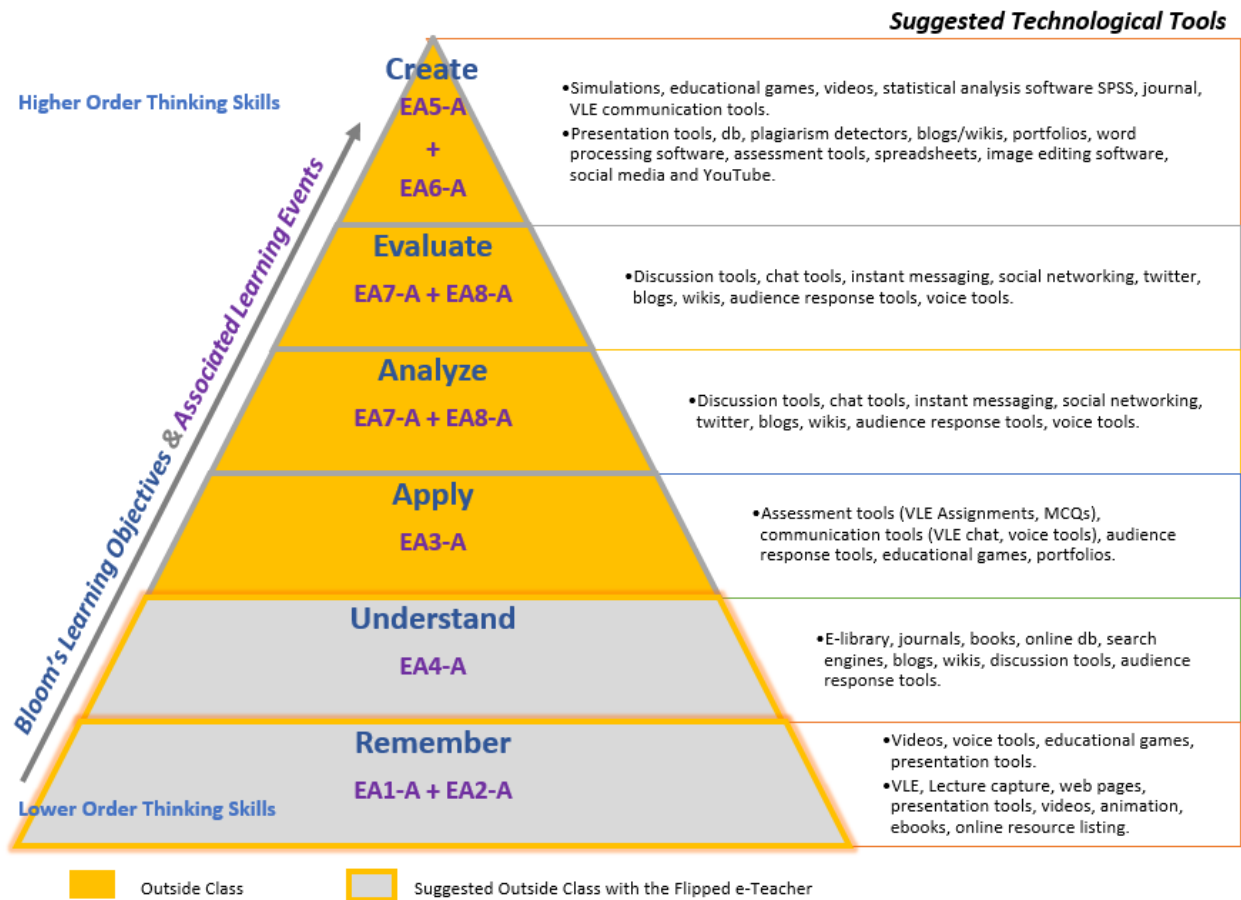 Suggested Technological Tools
Higher Order Thinking Skills
Bloom's Learning Objectives & Associated Learning Events
Create
EA5-A
+
EA6-A
•Simulations, educational games, videos, statistical analysis software SPSS, journal,
VLE communication tools.
•Presentation tools, db, plagiarism detectors, blogs/wikis, portfolios, word
processing software, assessment tools, spreadsheets, image editing software,
social media and YouTube.
Evaluate
EA7-A + EA8-A
•Discussion tools, chat tools, instant messaging, social networking, twitter,
blogs, wikis, audience response tools, voice tools.
Analyze
EA7-A + EA8-A
•Discussion tools, chat tools, instant messaging, social networking,
twitter, blogs, wikis, audience response tools, voice tools.
Apply
EA3-A
•Assessment tools (VLE Assignments, MCQs),
communication tools (VLE chat, voice tools), audience
response tools, educational games, portfolios.
Understand
EA4-A
•E-library, journals, books, online db, search
engines, blogs, wikis, discussion tools, audience
response tools.
Remember
EA1-A + EA2-A
•Videos, voice tools, educational games,
presentation tools.
•VLE, Lecture capture, web pages,
presentation tools, videos, animation,
ebooks, online resource listing.
Lower Order Thinking Skills
Outside Class
Suggested Outside Class with the Flipped e-Teacher